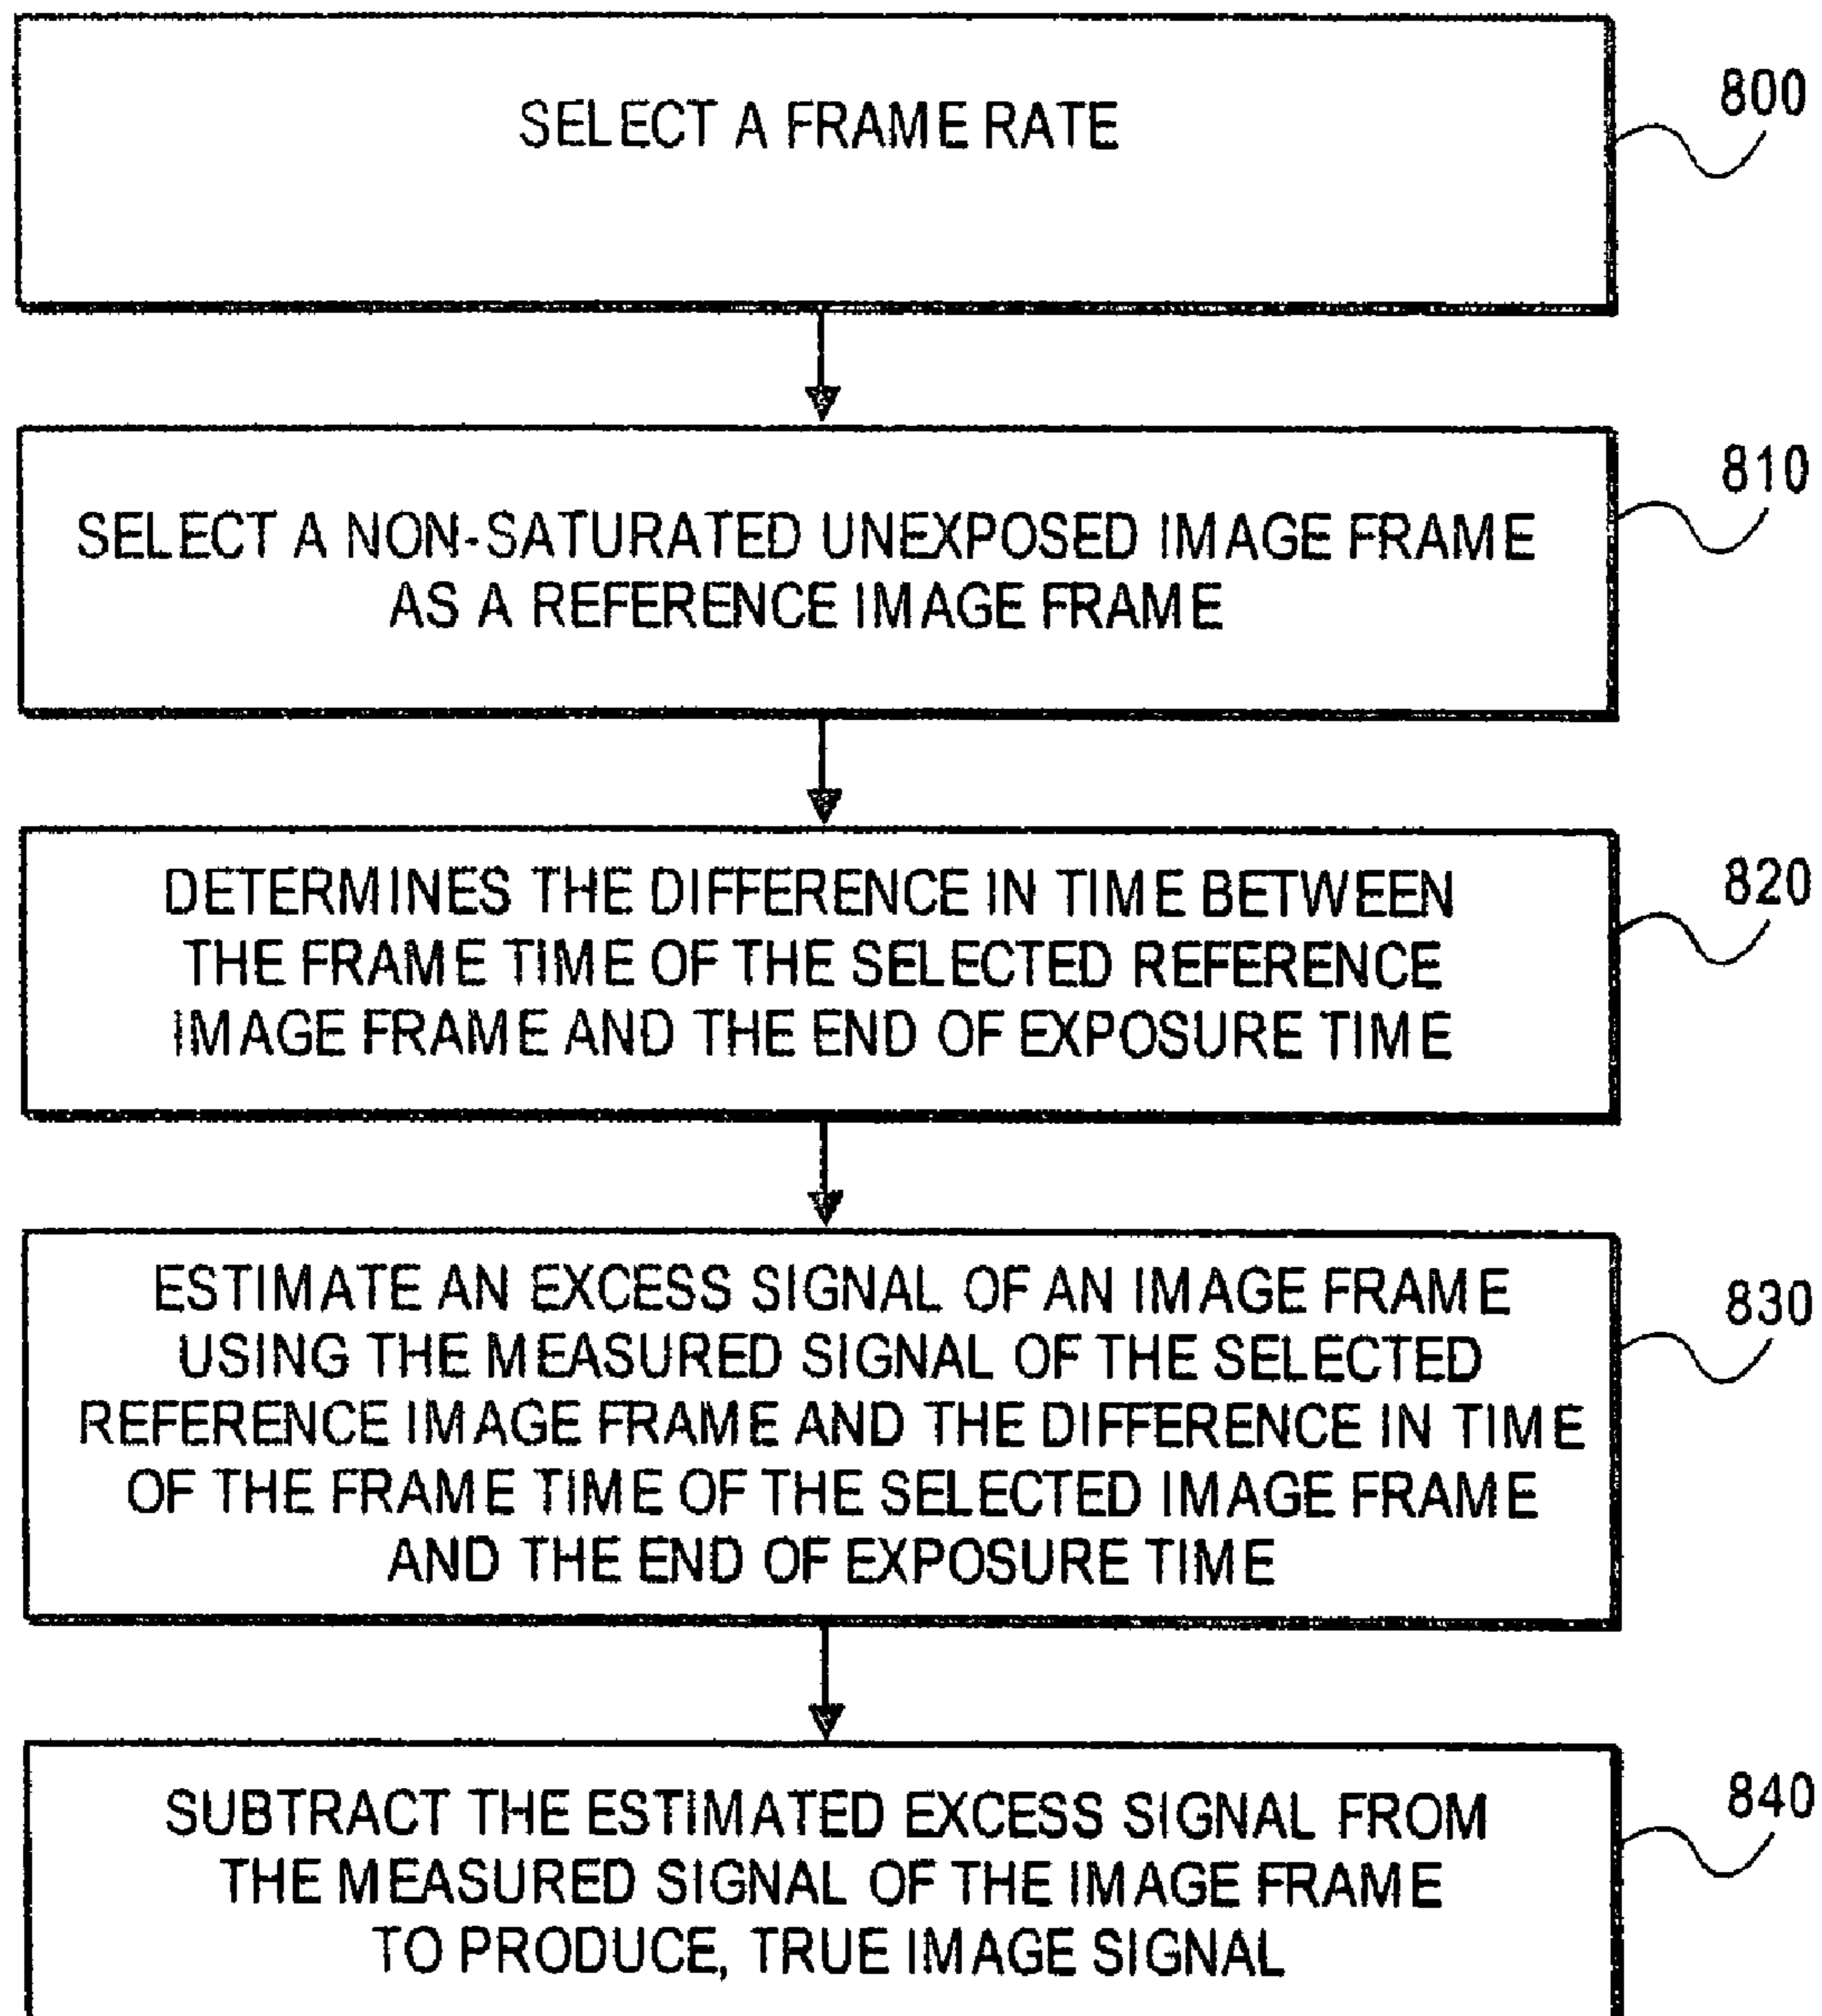 SELECT A FRAME RATE
800
SELECT A NON-SATURATED UNEXPOSED IMAGE FRAME
AS A REFERENCE IMAGE FRAME
810
DETERMINES THE DIFFERENCE IN TIME BETWEEN
THE FRAME TIME OF THE SELECTED REFERENCE
IMAGE FRAME AND THE END OF EXPOSURE TIME
820
ESTIMATE AN EXCESS SIGNAL OF AN IMAGE FRAME
USING THE MEASURED SIGNAL OF THE SELECTED
REFERENCE IMAGE FRAME AND THE DIFFERENCE IN TIME
OF THE FRAME TIME OF THE SELECTED IMAGE FRAME
AND THE END OF EXPOSURE TIME
830
SUBTRACT THE ESTIMATED EXCESS SIGNAL FROM
THE MEASURED SIGNAL OF THE IMAGE FRAME
TO PRODUCE, TRUE IMAGE SIGNAL
840